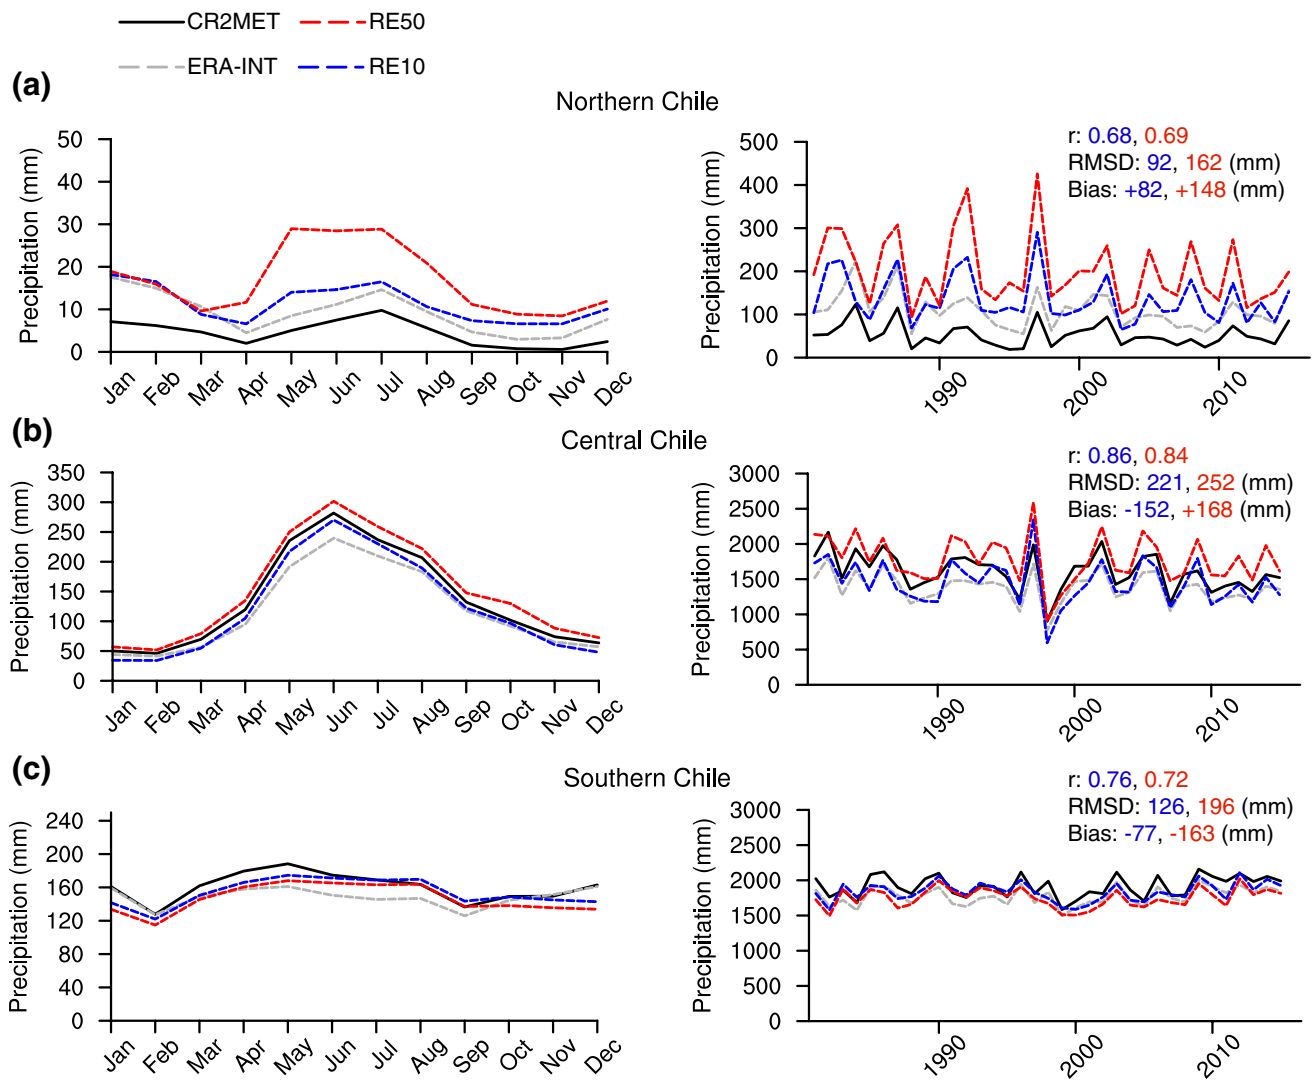 CR2MET
RE50
ERA-INT
RE10
(a)
Northern Chile
Precipitation (mm)
50
40
30
20
10
0
Jan
Feb
Mar
Apr
May
Jun
Jul
Aug
Sep
Oct
Nov
Dec
Precipitation (mm)
500
400
300
200
100
0
1990
2000
2010
r: 0.68, 0.69
RMSD: 92, 162 (mm)
Bias: +82, +148 (mm)
(b)
Central Chile
Precipitation (mm)
350
300
250
200
150
100
50
0
Jan
Feb
Mar
Apr
May
Jun
Jul
Aug
Sep
Oct
Nov
Dec
Precipitation (mm)
3000
2500
2000
1500
1000
500
0
1990
2000
2010
r: 0.86, 0.84
RMSD: 221, 252 (mm)
Bias: -152, +168 (mm)
(c)
Southern Chile
Precipitation (mm)
240
200
160
120
80
40
0
Jan
Feb
Mar
Apr
May
Jun
Jul
Aug
Sep
Oct
Nov
Dec
Precipitation (mm)
3000
2500
2000
1500
1000
500
0
1990
2000
2010
r: 0.76, 0.72
RMSD: 126, 196 (mm)
Bias: -77, -163 (mm)